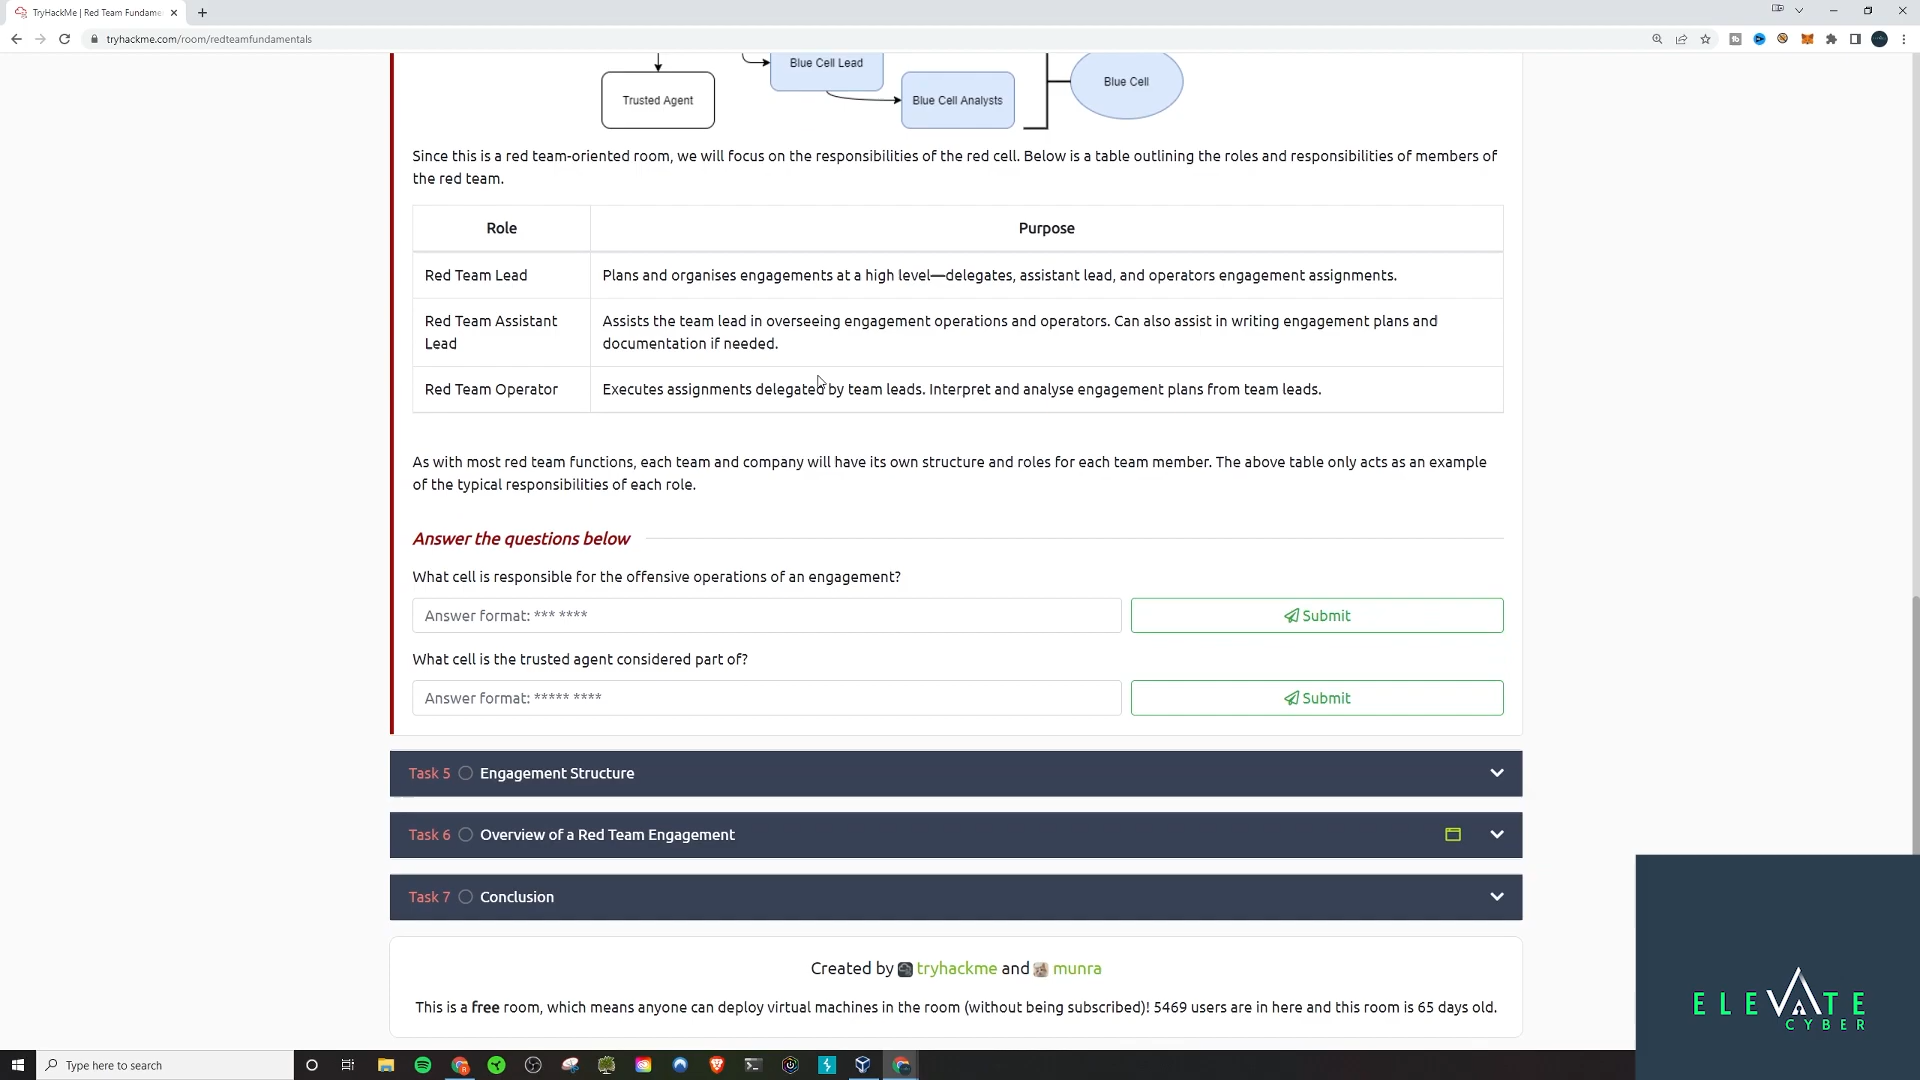 TryHackMe | Red Team Fundame
tryhackme.com/room/redteamfundamentals
Blue Cell Lead
Trusted Agent
Blue Cell Analysts
Blue Cell
Since this is a red team-oriented room, we will focus on the responsibilities of the red cell. Below is a table outlining the roles and responsibilities of members of
the red team.
Role
Purpose
Red Team Lead
Plans and organises engagements at a high level—delegates, assistant lead, and operators engagement assignments.
Red Team Assistant
Lead
Assists the team lead in overseeing engagement operations and operators. Can also assist in writing engagement plans and
documentation if needed.
Red Team Operator
Executes assignments delegated by team leads. Interpret and analyse engagement plans from team leads.
As with most red team functions, each team and company will have its own structure and roles for each team member. The above table only acts as an example
of the typical responsibilities of each role.
Answer the questions below
What cell is responsible for the offensive operations of an engagement?
Answer format: *** ****
Submit
What cell is the trusted agent considered part of?
Answer format: ***** ****
Submit
Task 5 Engagement Structure
Task 6 Overview of a Red Team Engagement
Task 7 Conclusion
Created by tryhackme and munra
This is a free room, which means anyone can deploy virtual machines in the room (without being subscribed)! 5469 users are in here and this room is 65 days old.
ELEVATE
CYBER
Type here to search